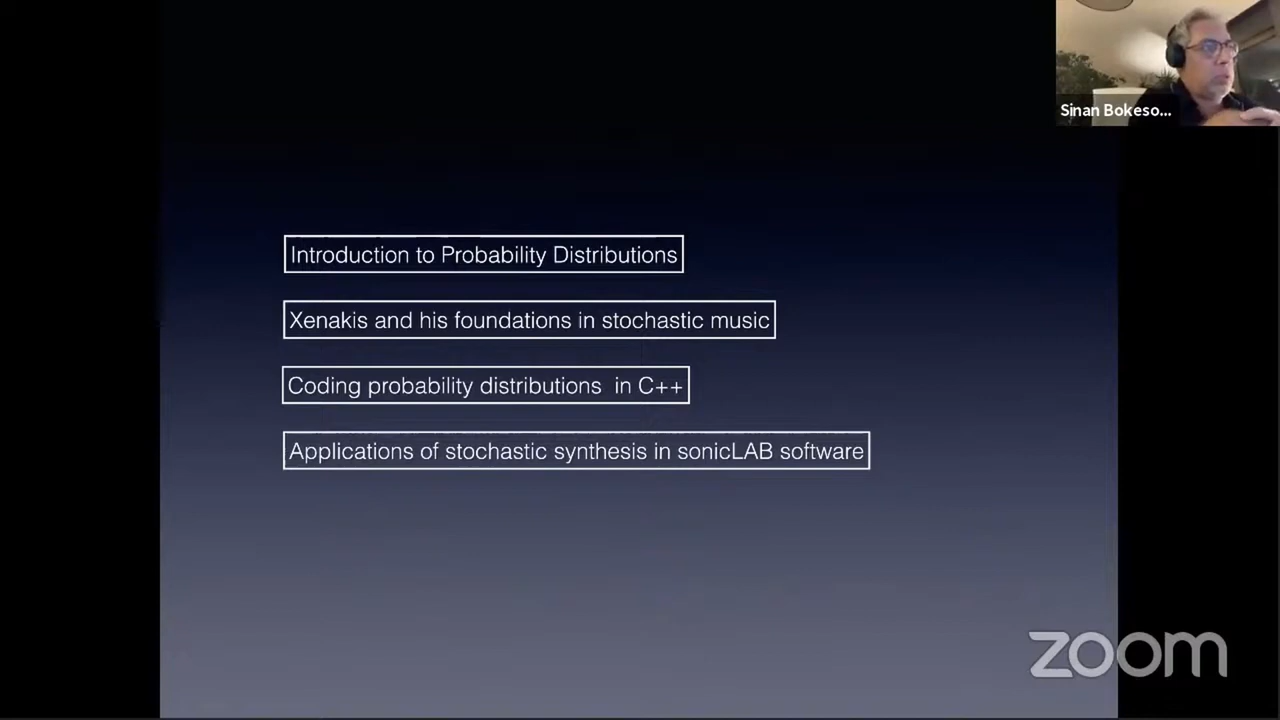 Sinan Bokeso...
Introduction to Probability Distributions
Xenakis and his foundations in stochastic music
Coding probability distributions in C++
Applications of stochastic synthesis in sonicLAB software
zoom